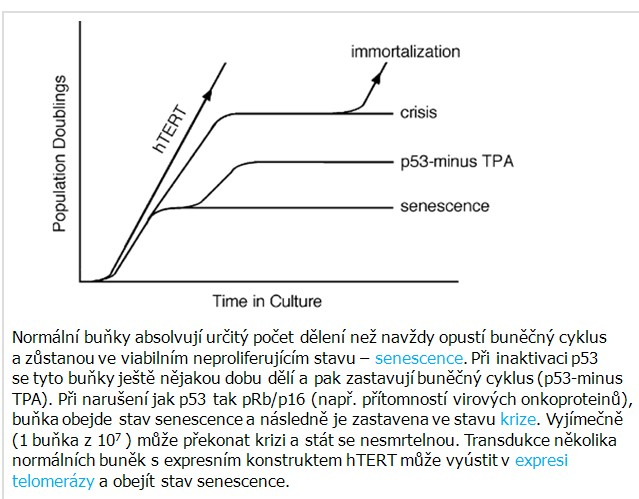 immortalization
hTERT
crisis
p53-minus TPA
senescence
Population Doublings
Time in Culture
Normální buňky absolvují určitý počet dělení než navždy opustí buněčný cyklus
a zůstanou ve viabilním neproliferujícím stavu – senescence. Při inaktivaci p53
se tyto buňky ještě nějakou dobu dělí a pak zastavují buněčný cyklus (p53-minus
TPA). Při narušení jak p53 tak pRb/p16 (např. přítomností virových onkoproteinů),
buňka obejde stav senescence a následně je zastavena ve stavu krize. Vyjímečně
(1 buňka z 10⁷ ) může překonat krizi a stát se nesmrtelnou. Transdukce několika
normálních buněk s expresním konstruktem hTERT může vyústit v expresi
telomerázy a obejít stav senescence.